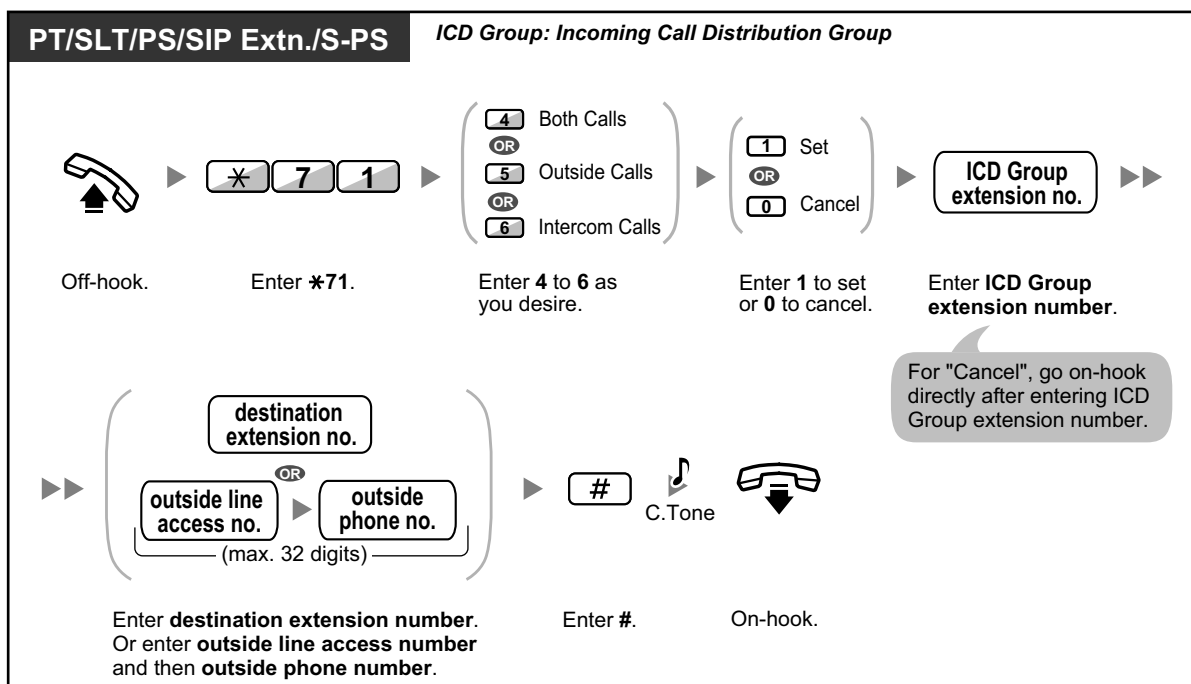 PT/SLT/PS/SIP Extn./S-PS
ICD Group: Incoming Call Distribution Group
4 Both Calls
OR
5 Outside Calls
OR
6 Intercom Calls
1 Set
OR
0 Cancel
✳ 7 1
ICD Group
extension no.
Off-hook.
Enter ✳71.
Enter 4 to 6 as
you desire.
Enter 1 to set
or 0 to cancel.
Enter ICD Group
extension number.
For "Cancel", go on-hook
directly after entering ICD
Group extension number.
destination
extension no.
OR
outside line
access no.
outside
phone no.
(max. 32 digits)
#
C.Tone
Enter destination extension number.
Or enter outside line access number
and then outside phone number.
Enter #.
On-hook.